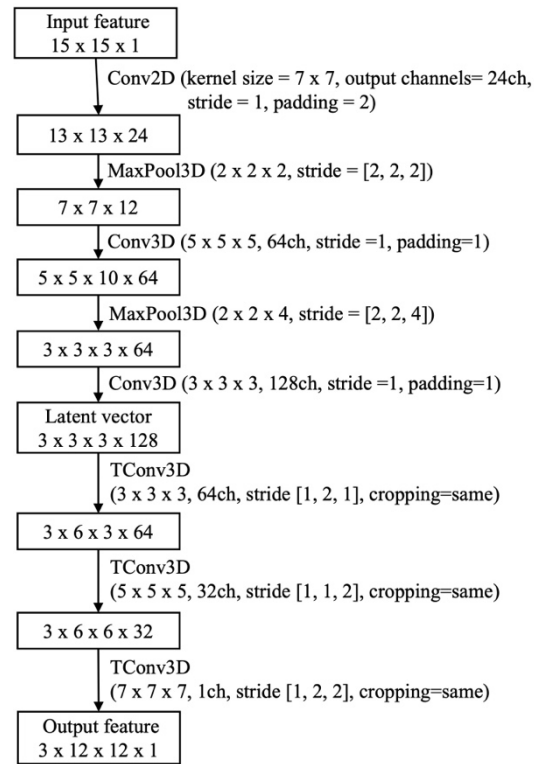 Input feature
15 x 15 x 1
Conv2D (kernel size = 7 x 7, output channels= 24ch,
stride = 1, padding = 2)
13 x 13 x 24
MaxPool3D (2 x 2 x 2, stride = [2, 2, 2])
7 x 7 x 12
Conv3D (5 x 5 x 5, 64ch, stride =1, padding=1)
5 x 5 x 10 x 64
MaxPool3D (2 x 2 x 4, stride = [2, 2, 4])
3 x 3 x 3 x 64
Conv3D (3 x 3 x 3, 128ch, stride =1, padding=1)
Latent vector
3 x 3 x 3 x 128
TConv3D
(3 x 3 x 3, 64ch, stride [1, 2, 1], cropping=same)
3 x 6 x 3 x 64
TConv3D
(5 x 5 x 5, 32ch, stride [1, 1, 2], cropping=same)
3 x 6 x 6 x 32
TConv3D
(7 x 7 x 7, 1ch, stride [1, 2, 2], cropping=same)
Output feature
3 x 12 x 12 x 1